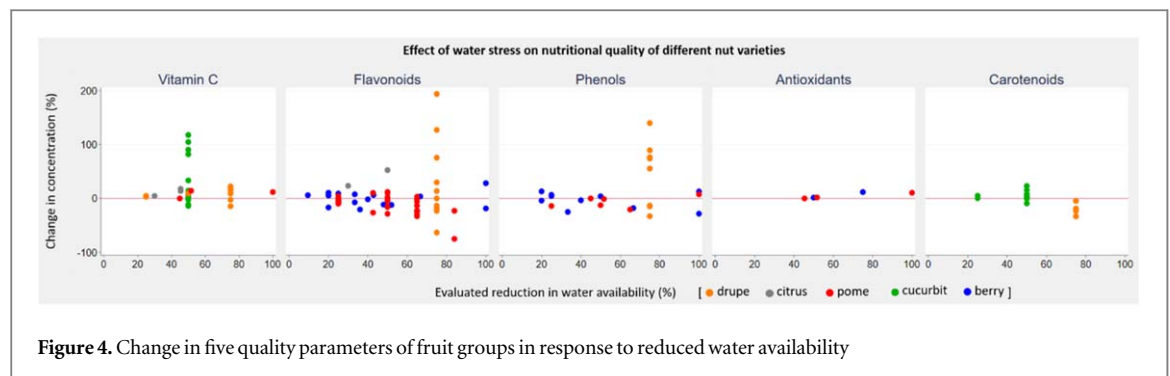 Effect of water stress on nutritional quality of different nut varieties
Vitamin C Flavonoids Phenols Antioxidants Carotenoids
Change in concentration (%)
200
100
0
-100
0 20 40 60 80 100 0 20 40 60 80 100 0 20 40 60 80 100 0 20 40 60 80 100 0 20 40 60 80 100
Evaluated reduction in water availability (%) [ drupe citrus pome cucurbit berry ]
Figure 4. Change in five quality parameters of fruit groups in response to reduced water availability